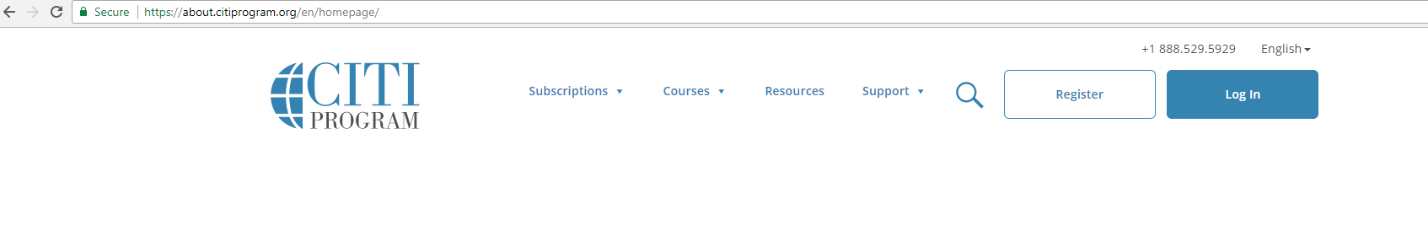 Secure https://about.citiprogram.org/en/homepage/
+1 888.529.5929 English
CITI
PROGRAM
Subscriptions Courses Resources Support Register Log In